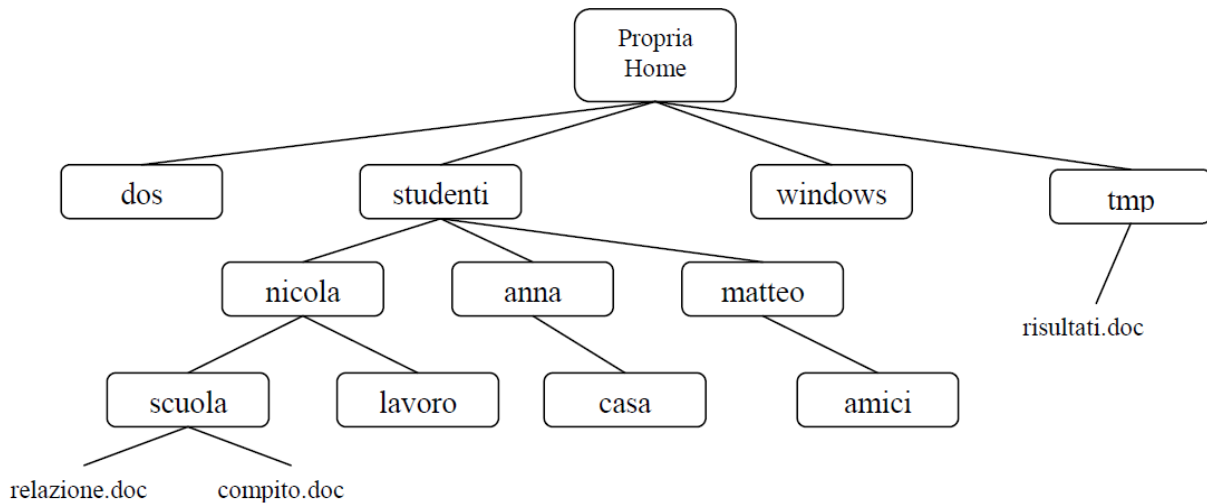 Propria
Home
dos
studenti
windows
tmp
nicola
anna
matteo
risultati.doc
scuola
lavoro
casa
amici
relazione.doc
compito.doc